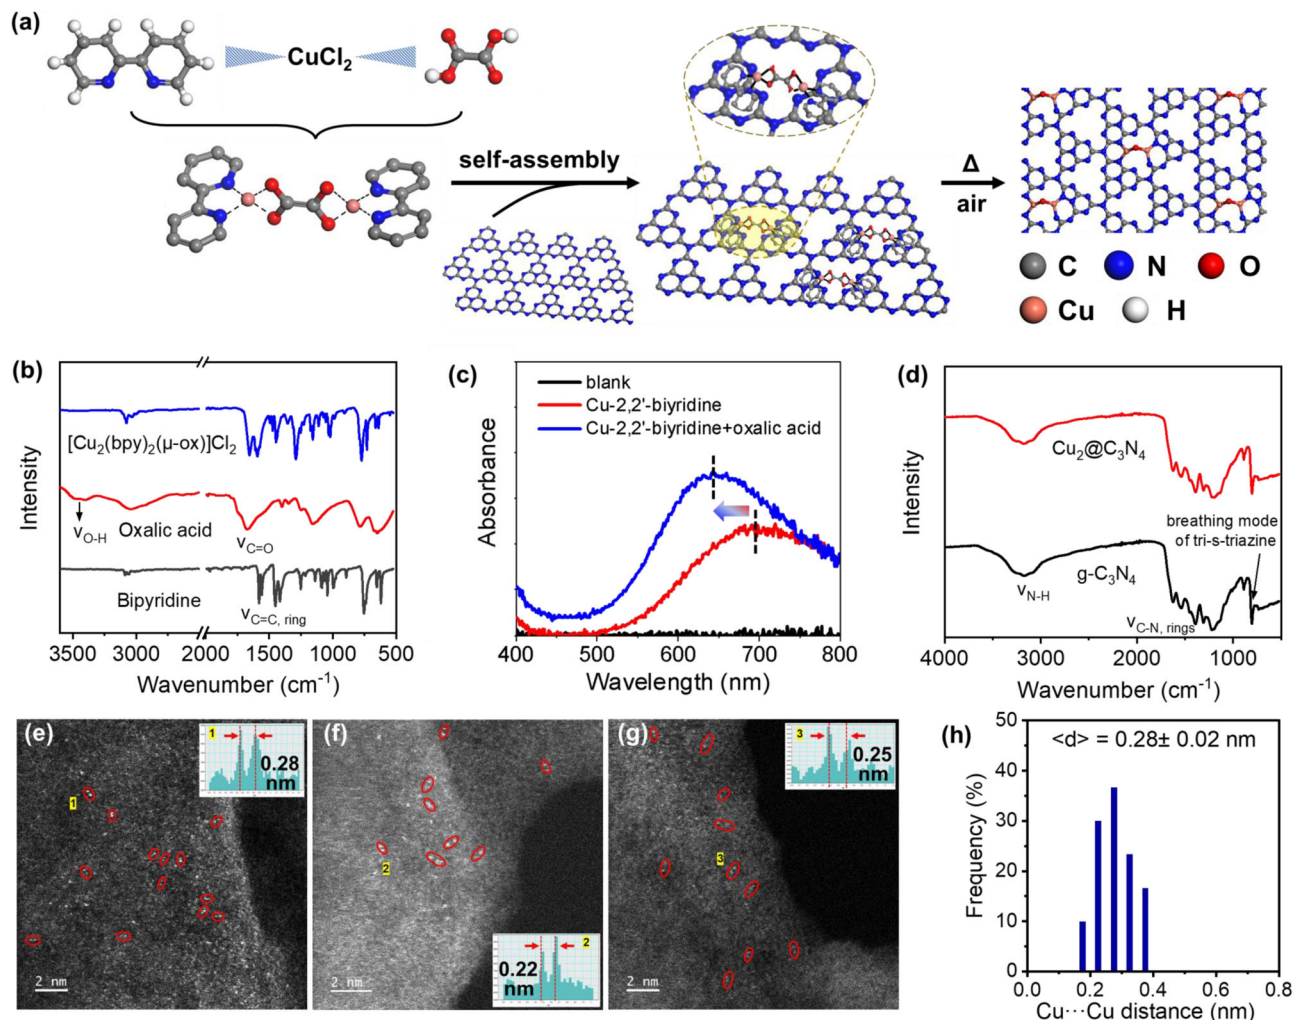 (a)
CuCl2
self-assembly
Δ
air
C
N
O
Cu
H
(b)
[Cu2(bpy)2(μ-ox)]Cl2
νO-H
Oxalic acid
νC=O
Bipyridine
νC=C, ring
Intensity
3500 3000 2000 1500 1000 500
Wavenumber (cm-1)
(c)
blank
Cu-2,2'-biyridine
Cu-2,2'-biyridine+oxalic acid
Absorbance
400 500 600 700 800
Wavelength (nm)
(d)
Cu2@C3N4
breathing mode
of tri-s-triazine
g-C3N4
νN-H
νC-N, rings
Intensity
4000 3000 2000 1000
Wavenumber (cm-1)
(e)
1
0.28
nm
1
2 nm
(f)
2
2
0.22
nm
2 nm
(g)
3
0.25
nm
3
2 nm
(h)
<d> = 0.28± 0.02 nm
Frequency (%)
50
40
30
20
10
0
0.0 0.2 0.4 0.6 0.8
Cu···Cu distance (nm)